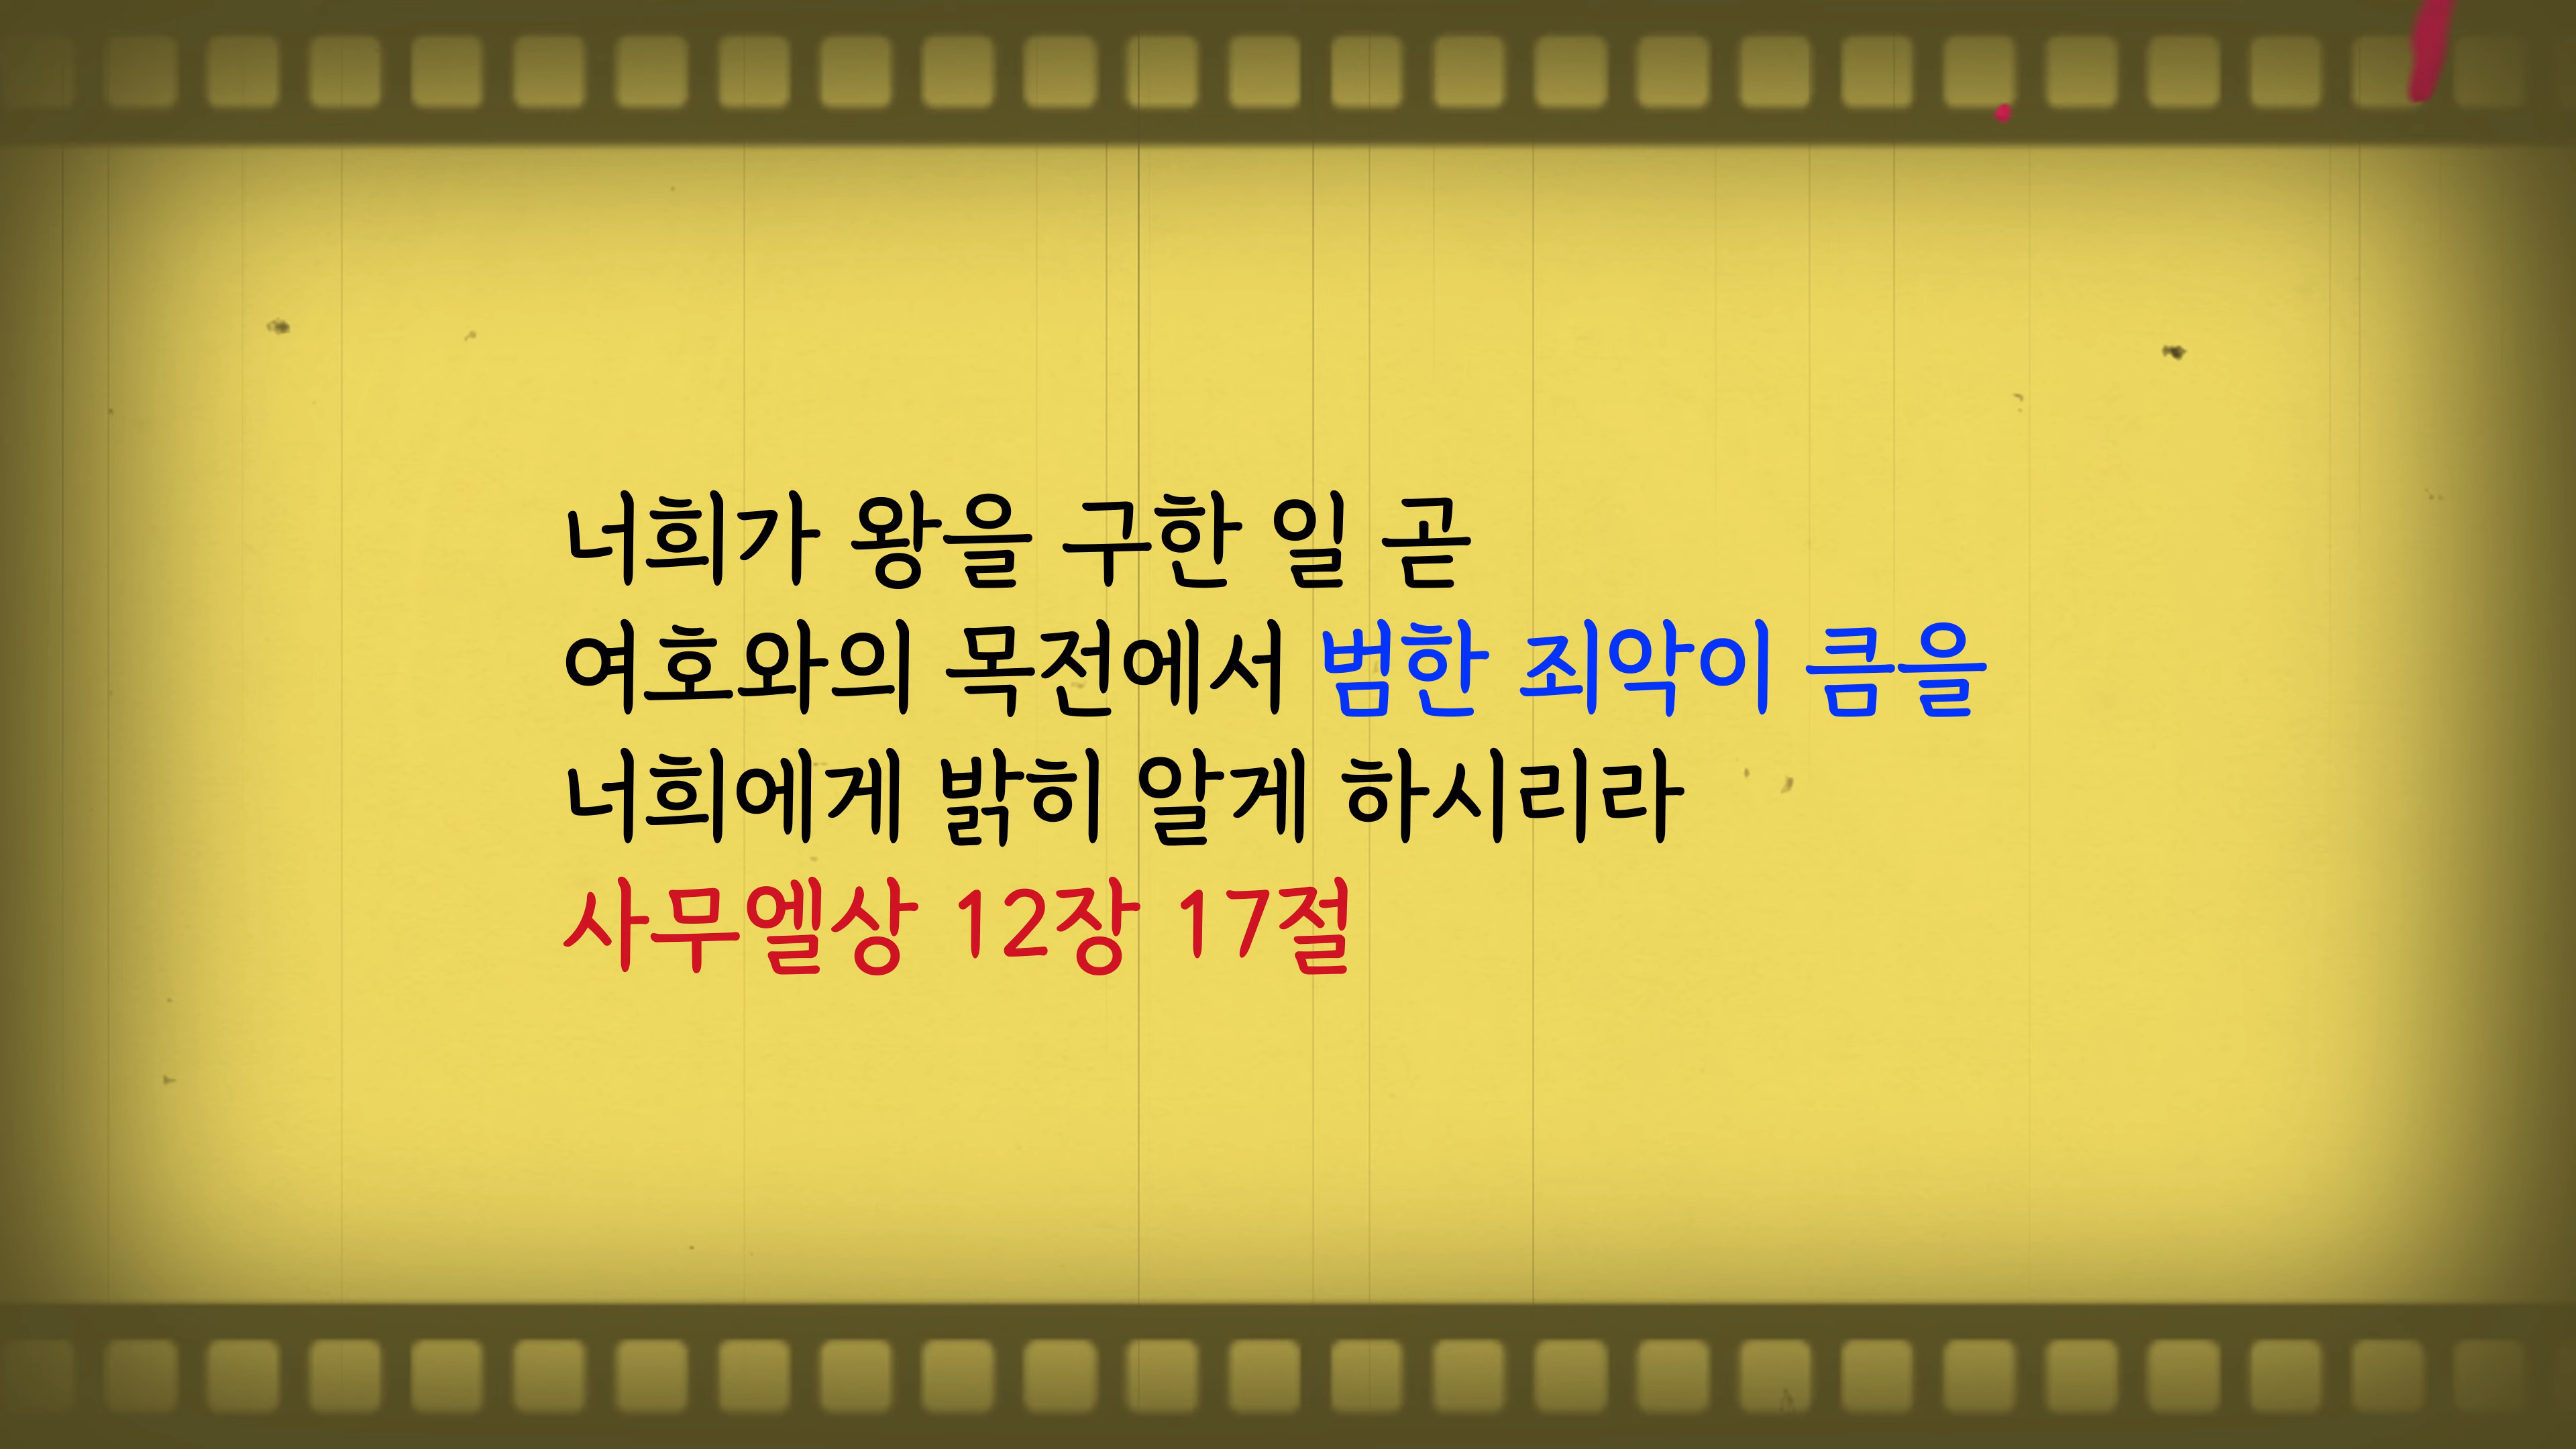 너희가 왕을 구한 일 곧
여호와의 목전에서 범한 죄악이 큼을
너희에게 밝히 알게 하시리라
사무엘상 12장 17절